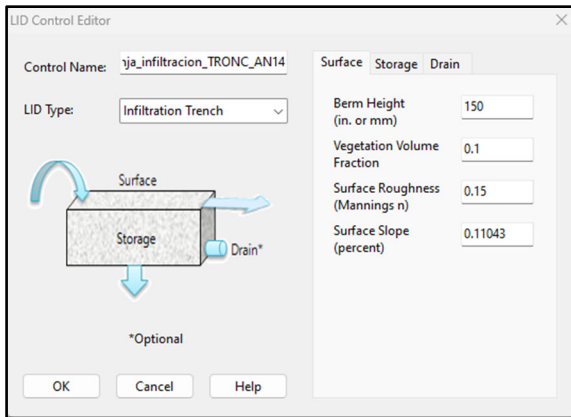 LID Control Editor
Control Name: ıja_infiltracion_TRONC_AN14
LID Type: Infiltration Trench
Surface
Storage
Drain*
*Optional
OK Cancel Help
Surface Storage Drain
Berm Height
(in. or mm)
150
Vegetation Volume
Fraction
0.1
Surface Roughness
(Mannings n)
0.15
Surface Slope
(percent)
0.11043